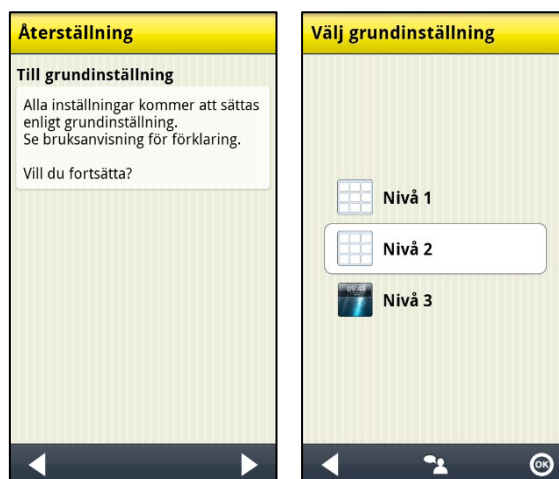 Återställning
Till grundinställning
Alla inställningar kommer att sättas
enligt grundinställning.
Se bruksanvisning för förklaring.
Vill du fortsätta?
Välj grundinställning
Nivå 1
Nivå 2
09:48
Nivå 3
OK